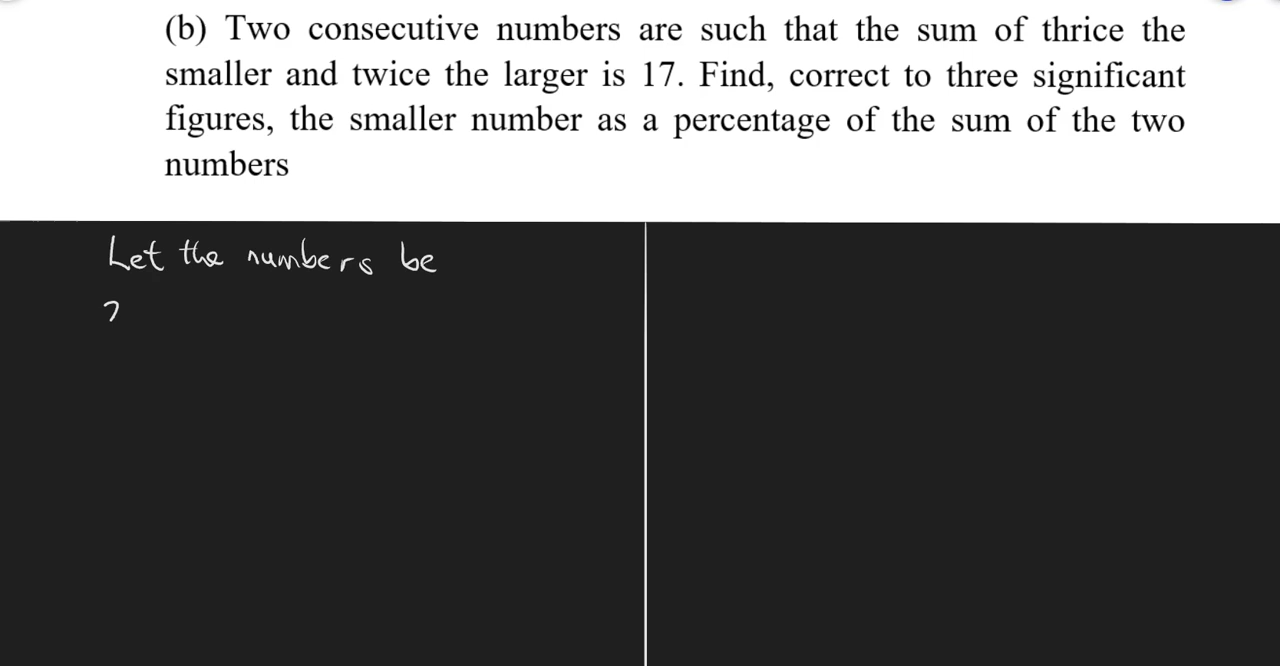 (b) Two consecutive numbers are such that the sum of thrice the
smaller and twice the larger is 17. Find, correct to three significant
figures, the smaller number as a percentage of the sum of the two
numbers
Let the numbers be